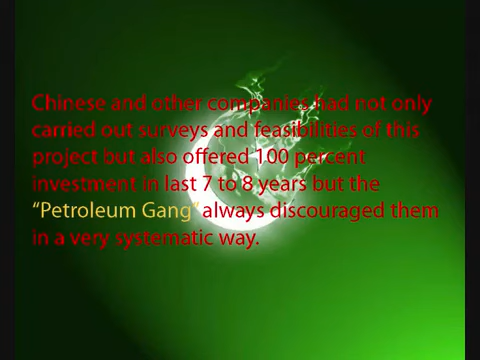 Chinese and other companies had not only
carried out surveys and feasibilities of this
project but also offered 100 percent
investment in last 7 to 8 years but the
“Petroleum Gang” always discouraged them
in a very systematic way.